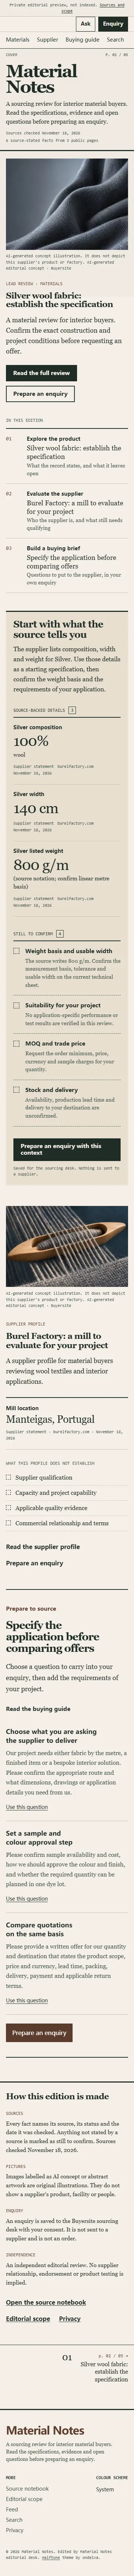 Private editorial preview, not indexed. Sources and scope
Ask
Enquiry
Materials
Supplier
Buying guide
Search
COVER
P. 01 / 05
Material
Notes
A sourcing review for interior material buyers.
Read the specifications, evidence and open
questions before preparing an enquiry.
Sources checked November 18, 2026
6 source-stated facts from 5 public pages
AI-generated concept illustration. It does not depict
this supplier's product or factory. AI-generated
editorial concept · Buyersite
LEAD REVIEW · MATERIALS
Silver wool fabric:
establish the specification
A material review for interior buyers.
Confirm the exact construction and
project conditions before requesting an
offer.
Read the full review
Prepare an enquiry
IN THIS EDITION
01
Explore the product
Silver wool fabric: establish the
specification
What the record states, and what it leaves
open
02
Evaluate the supplier
Burel Factory: a mill to evaluate
for your project
Who the supplier is, and what still needs
qualifying
03
Build a buying brief
Specify the application before
comparing offers
Questions to put to the supplier, in your
own enquiry
Start with what the
source tells you
The supplier lists composition, width
and weight for Silver. Use those details
as a starting specification, then
confirm the weight basis and the
requirements of your application.
SOURCE-BACKED DETAILS 3
Silver composition
100%
wool
Supplier statement · burelfactory.com ·
November 18, 2026
Silver width
140 cm
Supplier statement · burelfactory.com ·
November 18, 2026
Silver listed weight
800 g/m
(source notation; confirm linear metre
basis)
Supplier statement · burelfactory.com ·
November 18, 2026
STILL TO CONFIRM 4
Weight basis and usable width
The source writes 800 g/m. Confirm the
measurement basis, tolerance and
usable width on the current technical
sheet.
Suitability for your project
No application-specific performance or
test results are verified in this review.
MOQ and trade price
Request the order minimum, price,
currency and sample charges for your
quantity.
Stock and delivery
Availability, production lead time and
delivery to your destination are
unconfirmed.
Prepare an enquiry with this
context
Saved for the sourcing desk. Nothing is sent to
a supplier.
AI-generated concept illustration. It does not depict
this supplier's product or factory. AI-generated
editorial concept · Buyersite
SUPPLIER PROFILE
Burel Factory: a mill to
evaluate for your project
A supplier profile for material buyers
reviewing wool textiles and interior
applications.
Mill location
Manteigas, Portugal
Supplier statement · burelfactory.com · November 18,
2026
WHAT THIS PROFILE DOES NOT ESTABLISH
Supplier qualification
Capacity and project capability
Applicable quality evidence
Commercial relationship and terms
Read the supplier profile
Prepare an enquiry
Prepare to source
Specify the
application before
comparing offers
Choose a question to carry into your
enquiry, then add the requirements of
your project.
Read the buying guide
Choose what you are asking
the supplier to deliver
Our project needs either fabric by the metre, a
finished item or a bespoke interior solution.
Please confirm the appropriate route and
what dimensions, drawings or application
details you need from us.
Use this question
Set a sample and
colour approval step
Please confirm sample availability and cost,
how we should approve the colour and finish,
and whether the required quantity can be
planned in one dye lot.
Use this question
Compare quotations
on the same basis
Please provide a written offer for our quantity
and destination that states the product scope,
price and currency, lead time, packing,
delivery, payment and applicable return
terms.
Use this question
Prepare an enquiry
How this edition is made
SOURCES
Every fact names its source, its status and the
date it was checked. Anything not stated by a
source is marked as still to confirm. Sources
checked November 18, 2026.
PICTURES
Images labelled as AI concept or abstract
artwork are original illustrations. They do not
show a supplier's product, facility or people.
ENQUIRY
An enquiry is saved to the Buyersite sourcing
desk with your consent. It is not sent to a
supplier and is not an order.
INDEPENDENCE
An independent editorial review. No supplier
relationship, endorsement or product testing is
implied.
Open the source notebook
Editorial scope
Privacy
01
p. 02 / 05 →
Silver wool fabric:
establish the
specification
Material Notes
A sourcing review for interior material buyers.
Read the specifications, evidence and open
questions before preparing an enquiry.
MORE
Source notebook
Editorial scope
Feed
Search
Privacy
COLOUR SCHEME
System